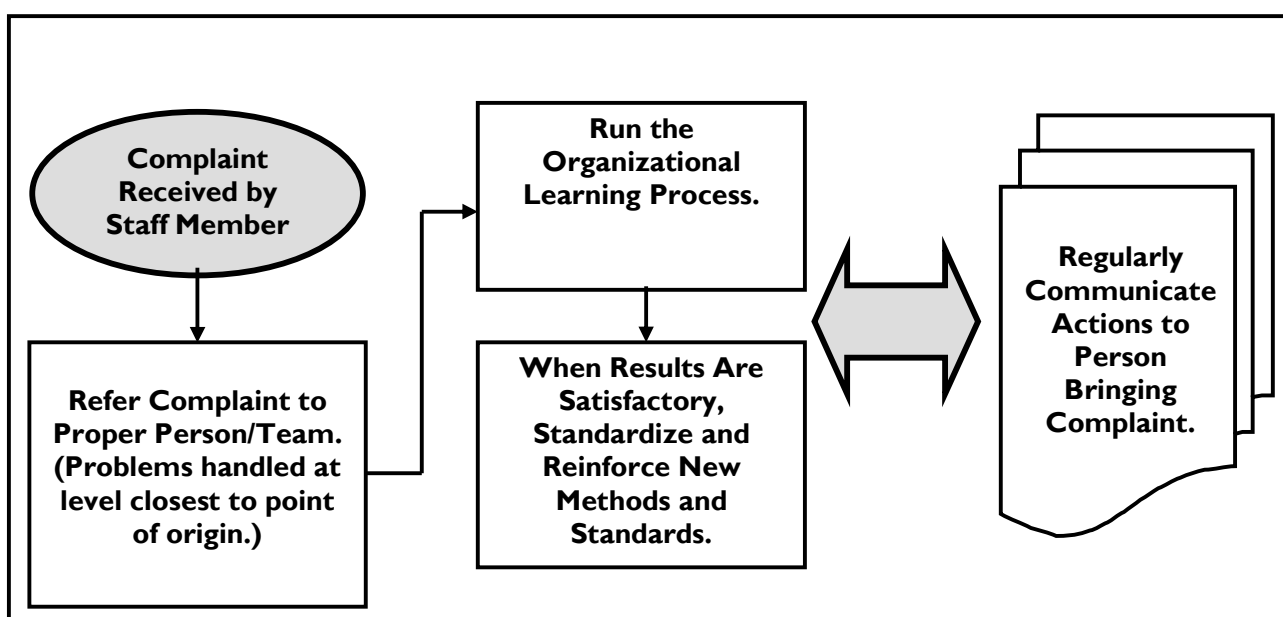 Complaint
Received by
Staff Member
Refer Complaint to
Proper Person/Team.
(Problems handled at
level closest to point
of origin.)
Run the
Organizational
Learning Process.
When Results Are
Satisfactory,
Standardize and
Reinforce New
Methods and
Standards.
Regularly
Communicate
Actions to
Person
Bringing
Complaint.